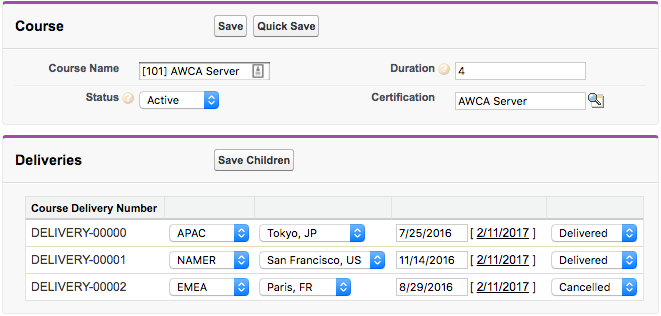 Course Save Quick Save
Course Name [101] AWCA Server Duration ? 4
Status ? Active Certification AWCA Server
Deliveries Save Children
Course Delivery Number
DELIVERY-00000 APAC Tokyo, JP 7/25/2016 [ 2/11/2017 ] Delivered
DELIVERY-00001 NAMER San Francisco, US 11/14/2016 [ 2/11/2017 ] Delivered
DELIVERY-00002 EMEA Paris, FR 8/29/2016 [ 2/11/2017 ] Cancelled